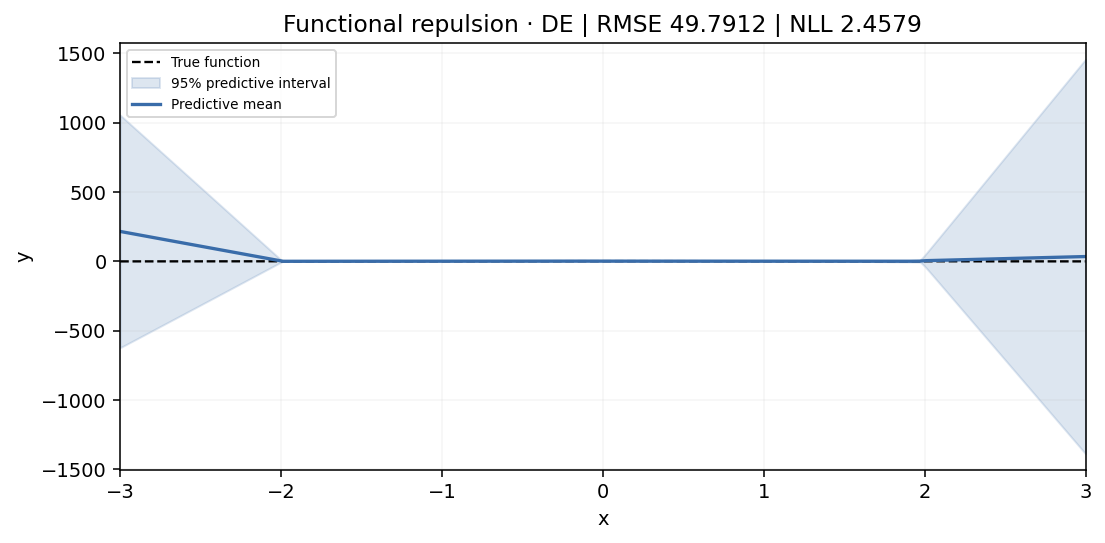 Functional repulsion · DE | RMSE 49.7912 | NLL 2.4579
True function
95% predictive interval
Predictive mean
1500
1000
500
0
−500
−1000
−1500
y
−3 −2 −1 0 1 2 3
x